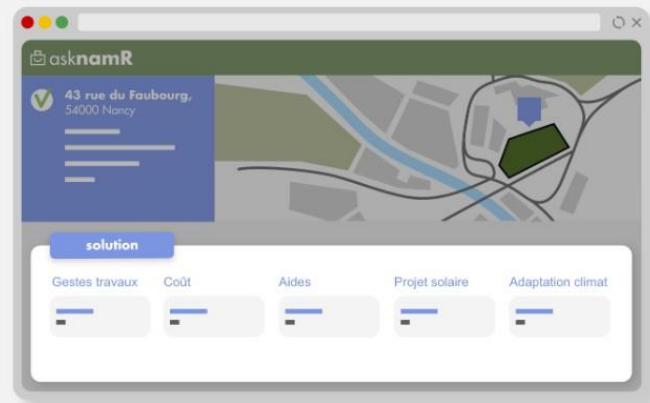 asknamR
43 rue du Faubourg,
54000 Nancy
solution
Gestes travaux
Coût
Aides
Projet solaire
Adaptation climat